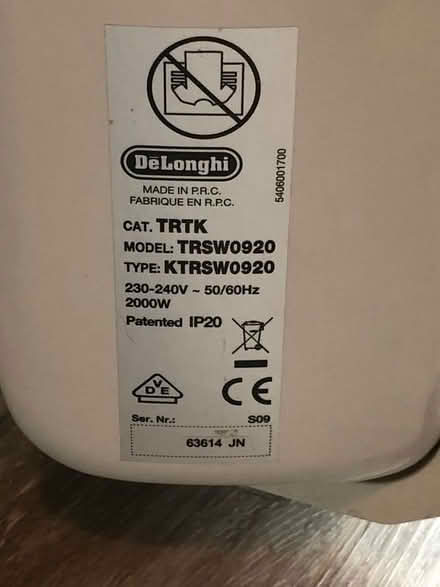 DeLonghi
MADE IN P.R.C.
FABRIQUE EN R.P.C.
5406001700
CAT. TRTK
MODEL: TRSW0920
TYPE: KTRSW0920
230-240V ~ 50/60Hz
2000W
Patented IP20
DVE
CE
Ser. Nr.: S09
63614 JN